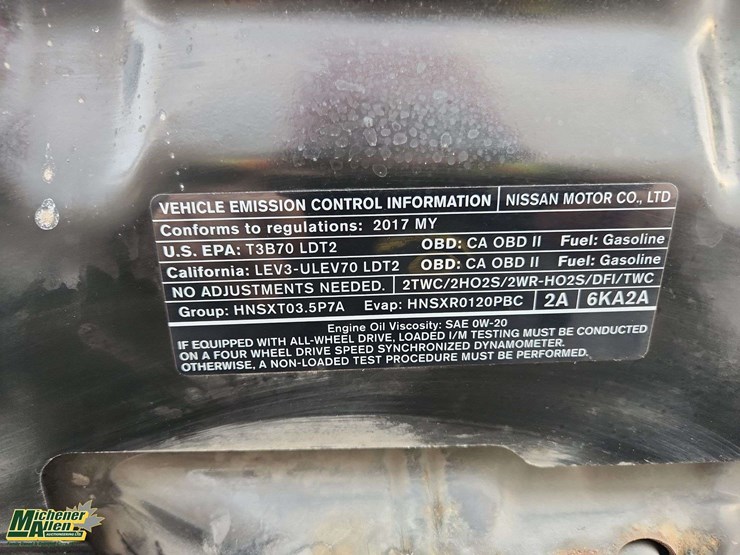 VEHICLE EMISSION CONTROL INFORMATION NISSAN MOTOR CO., LTD
Conforms to regulations: 2017 MY
U.S. EPA: T3B70 LDT2 OBD: CA OBD II Fuel: Gasoline
California: LEV3-ULEV70 LDT2 OBD: CA OBD II Fuel: Gasoline
NO ADJUSTMENTS NEEDED. 2TWC/2HO2S/2WR-HO2S/DFI/TWC
Group: HNSXT03.5P7A Evap: HNSXR0120PBC 2A 6KA2A
Engine Oil Viscosity: SAE 0W-20
IF EQUIPPED WITH ALL-WHEEL DRIVE, LOADED I/M TESTING MUST BE CONDUCTED
ON A FOUR WHEEL DRIVE SPEED SYNCHRONIZED DYNAMOMETER.
OTHERWISE, A NON-LOADED TEST PROCEDURE MUST BE PERFORMED.
Michener
Allen
AUCTIONEERING LTD